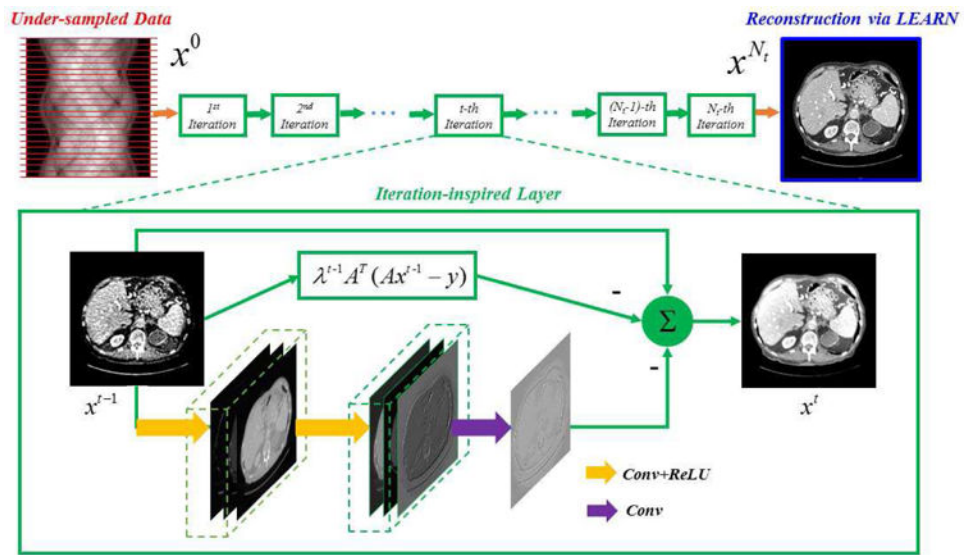 Under-sampled Data
Reconstruction via LEARN
x^0
x^{N_t}
1st
Iteration
2nd
Iteration
t-th
Iteration
(N_t-1)-th
Iteration
N_t-th
Iteration
Iteration-inspired Layer
λ^{t-1} A^T (Ax^{t-1} − y)
-
Σ
-
x^{t-1}
x^t
Conv+ReLU
Conv